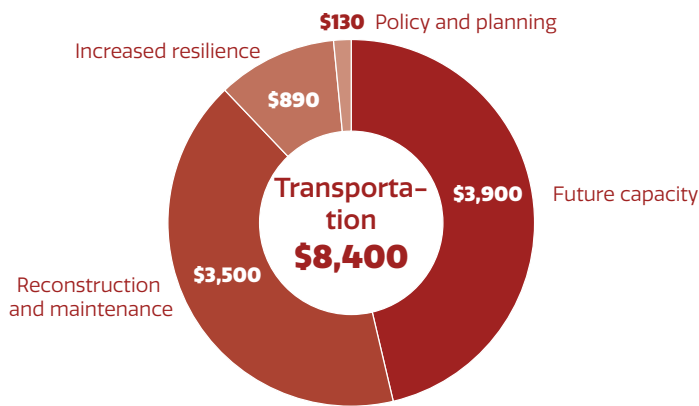 $130 Policy and planning
Increased resilience
$890
Transporta-
tion
$8,400
$3,900
Future capacity
$3,500
Reconstruction
and maintenance